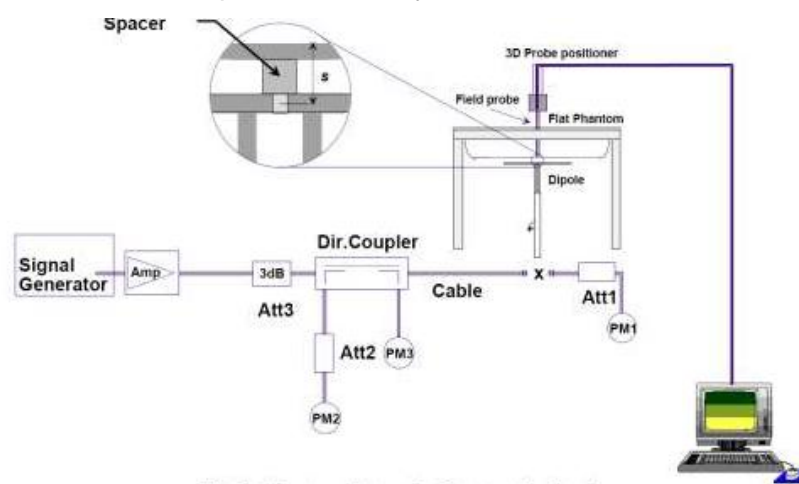 Spacer
s
3D Probe positioner
Field probe
Flat Phantom
Dipole
Dir.Coupler
Signal
Generator
Amp
3dB
Att3
Cable
x
Att1
PM1
Att2
PM3
PM2